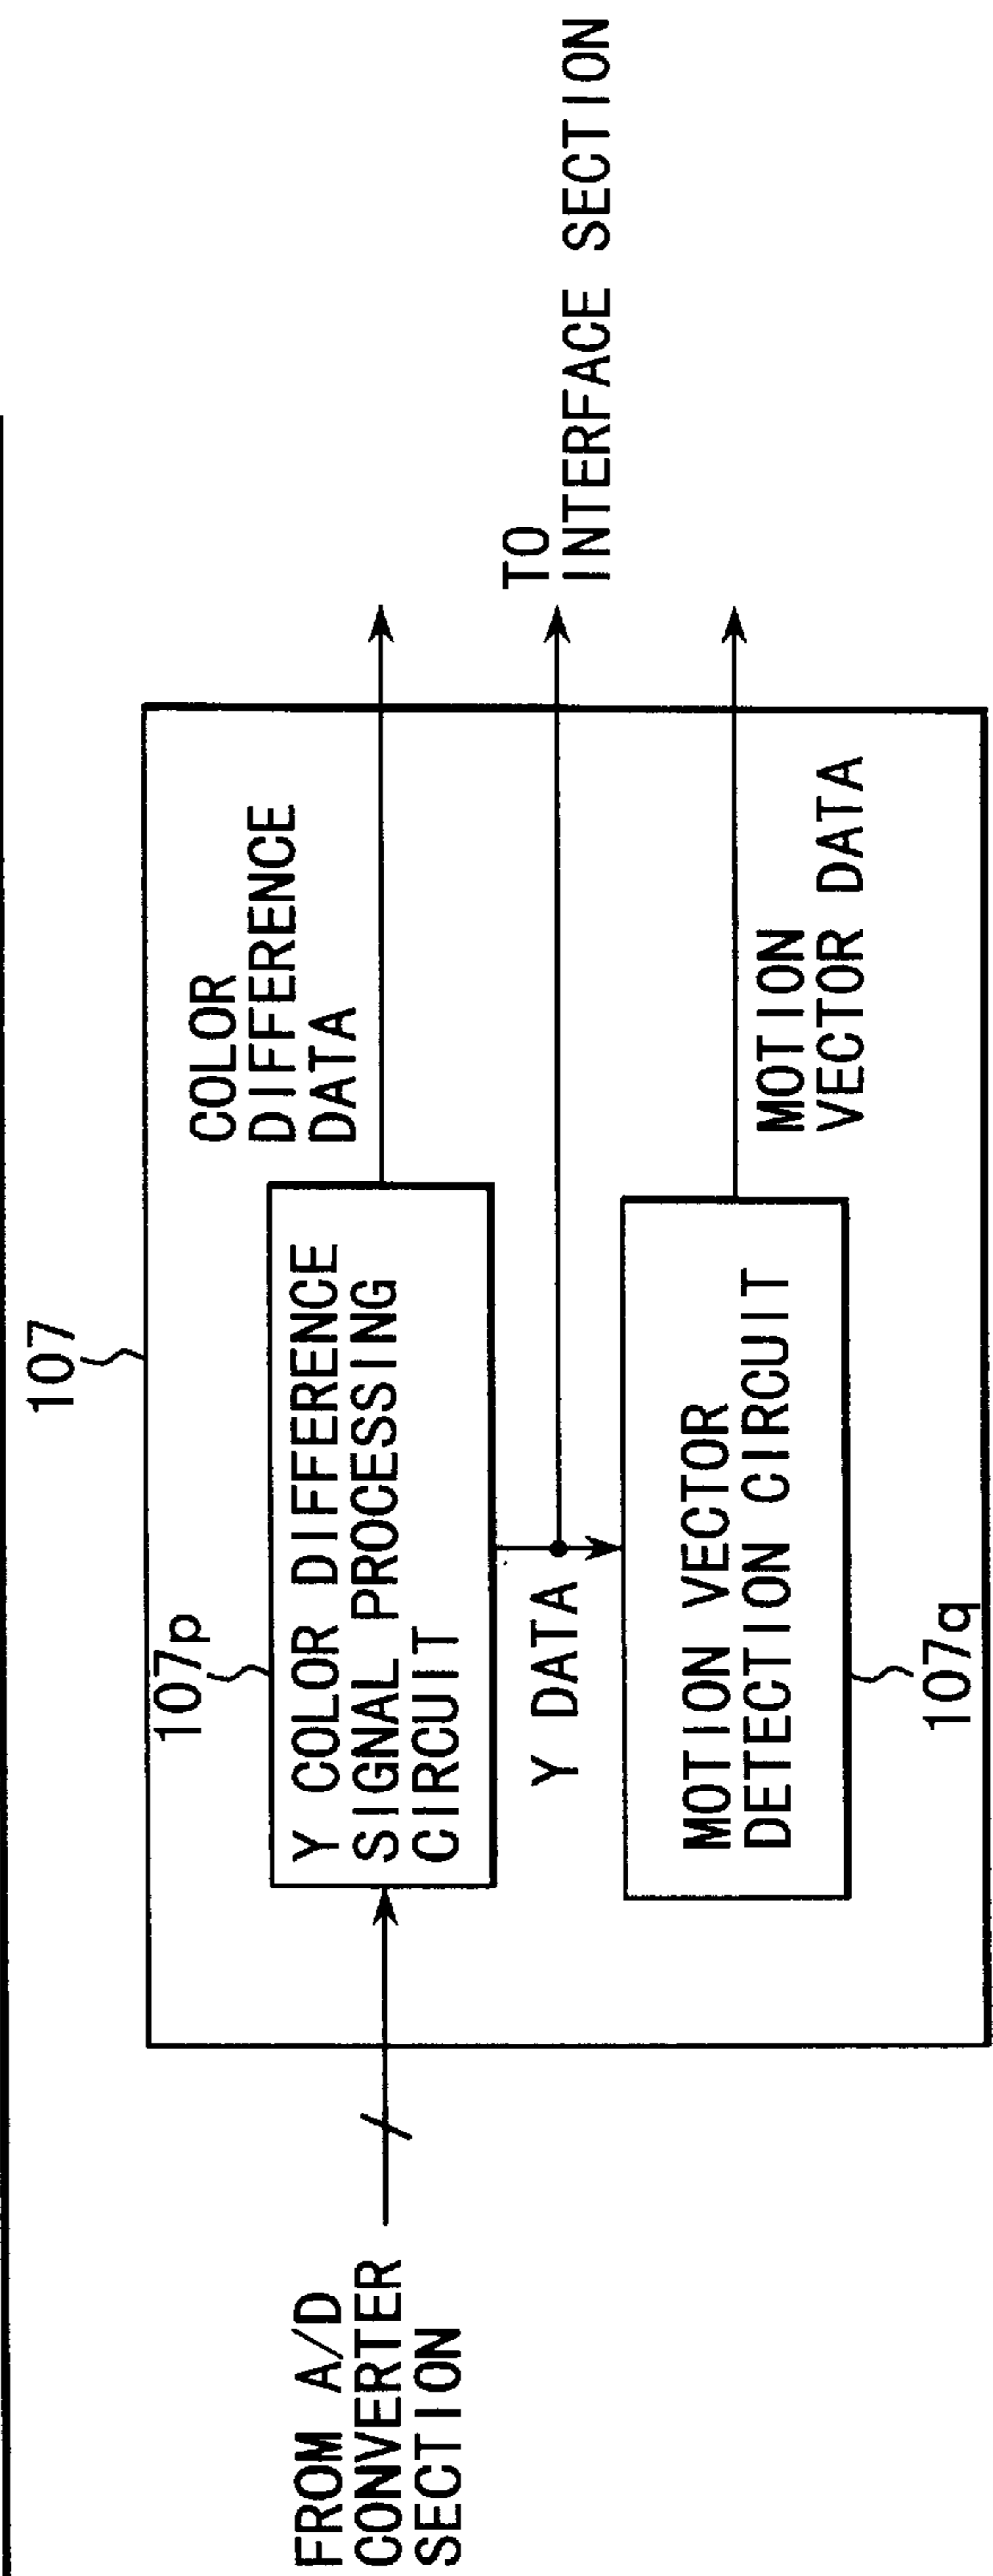 107
FROM A/D
CONVERTER
SECTION
107p
Y COLOR DIFFERENCE
SIGNAL PROCESSING
CIRCUIT
COLOR
DIFFERENCE
DATA
Y DATA
TO
INTERFACE SECTION
MOTION VECTOR
DETECTION CIRCUIT
107q
MOTION
VECTOR DATA